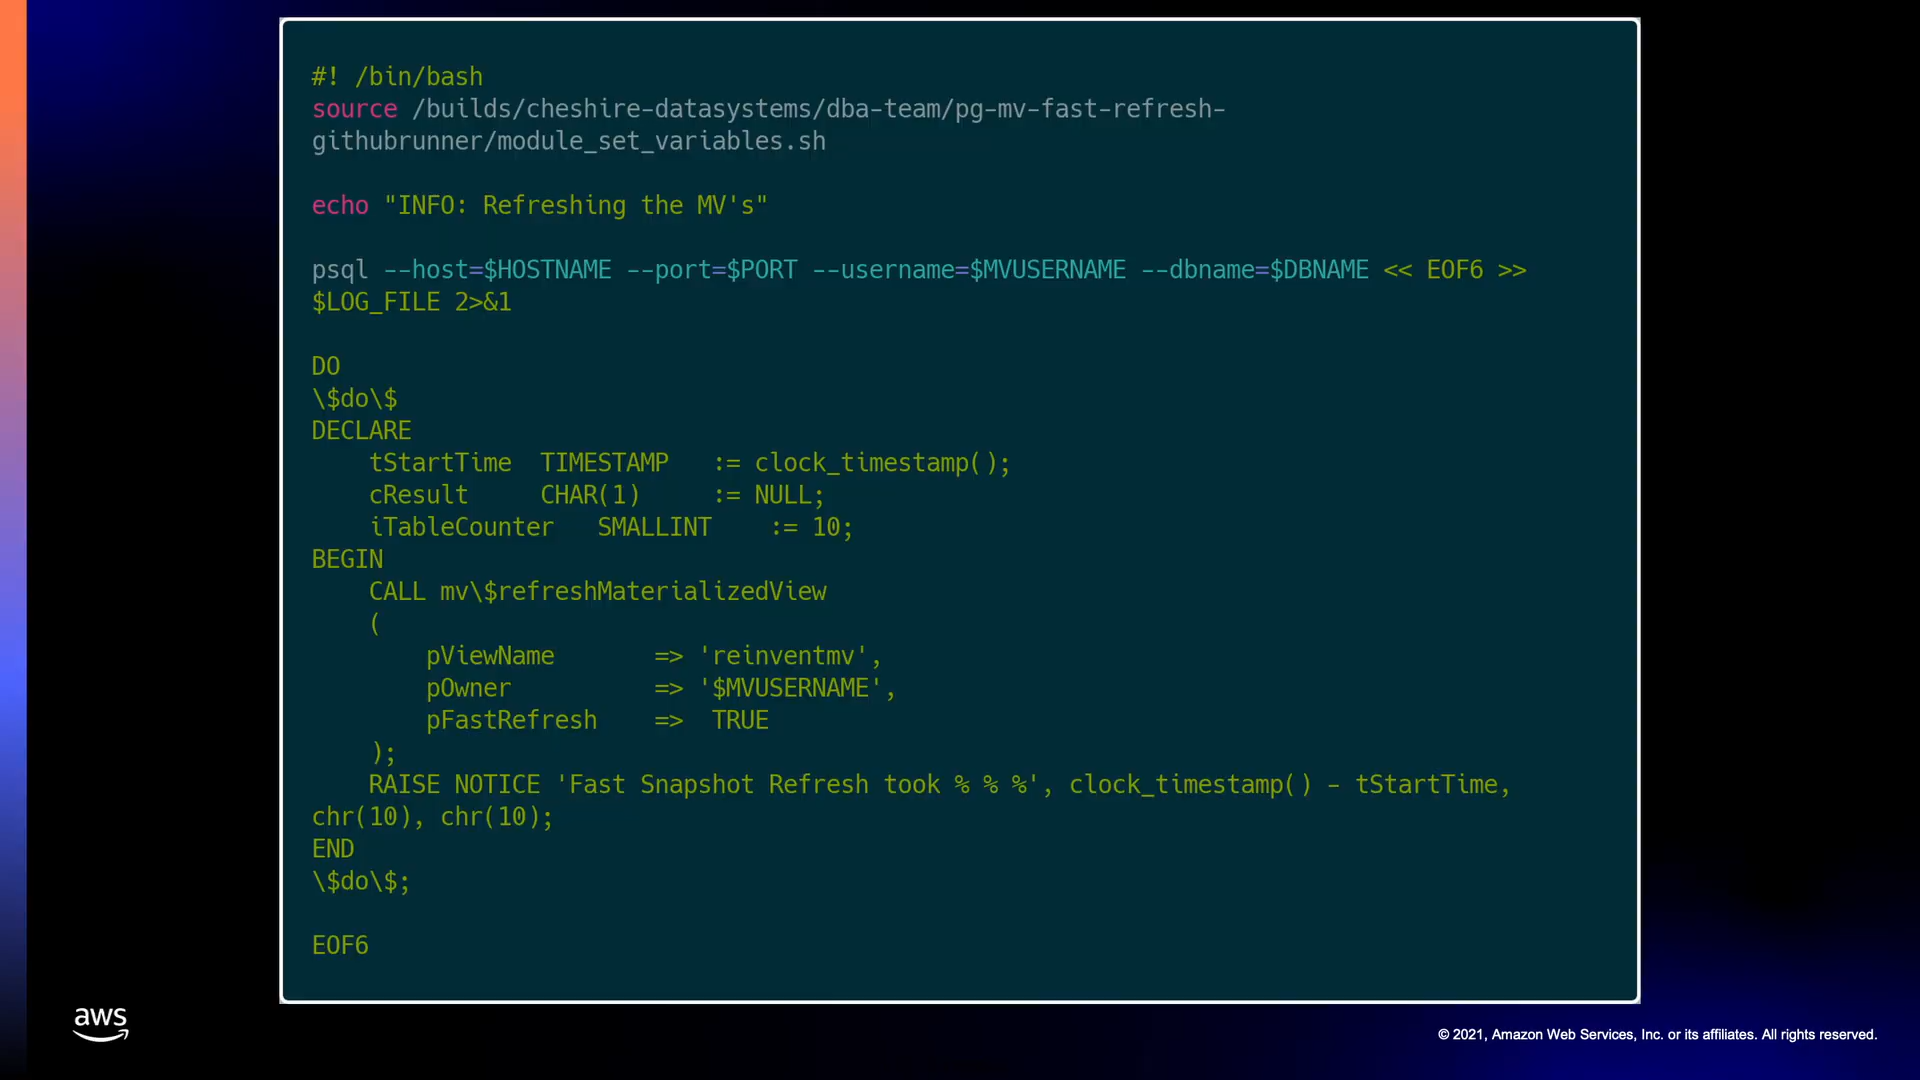 #! /bin/bash
source /builds/cheshire-datasystems/dba-team/pg-mv-fast-refresh-
githubrunner/module_set_variables.sh
echo "INFO: Refreshing the MV's"
psql --host=$HOSTNAME --port=$PORT --username=$MVUSERNAME --dbname=$DBNAME << EOF6 >>
$LOG_FILE 2>&1
DO
\$do\$
DECLARE
    tStartTime  TIMESTAMP   := clock_timestamp();
    cResult     CHAR(1)     := NULL;
    iTableCounter   SMALLINT    := 10;
BEGIN
    CALL mv\$refreshMaterializedView
    (
        pViewName       => 'reinventmv',
        pOwner          => '$MVUSERNAME',
        pFastRefresh    =>  TRUE
    );
    RAISE NOTICE 'Fast Snapshot Refresh took % % %', clock_timestamp() - tStartTime,
chr(10), chr(10);
END
\$do\$;
EOF6
aws
© 2021, Amazon Web Services, Inc. or its affiliates. All rights reserved.